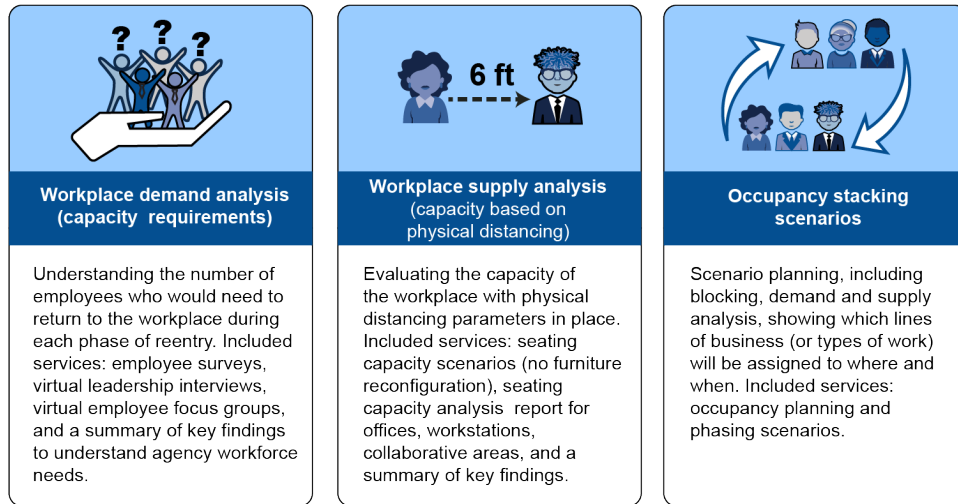 ? ? ?
Workplace demand analysis
(capacity requirements)
Understanding the number of
employees who would need to
return to the workplace during
each phase of reentry. Included
services: employee surveys,
virtual leadership interviews,
virtual employee focus groups,
and a summary of key findings
to understand agency workforce
needs.
6 ft
Workplace supply analysis
(capacity based on
physical distancing)
Evaluating the capacity of
the workplace with physical
distancing parameters in place.
Included services: seating
capacity scenarios (no furniture
reconfiguration), seating
capacity analysis report for
offices, workstations,
collaborative areas, and a
summary of key findings.
Occupancy stacking
scenarios
Scenario planning, including
blocking, demand and supply
analysis, showing which lines
of business (or types of work)
will be assigned to where and
when. Included services:
occupancy planning and
phasing scenarios.